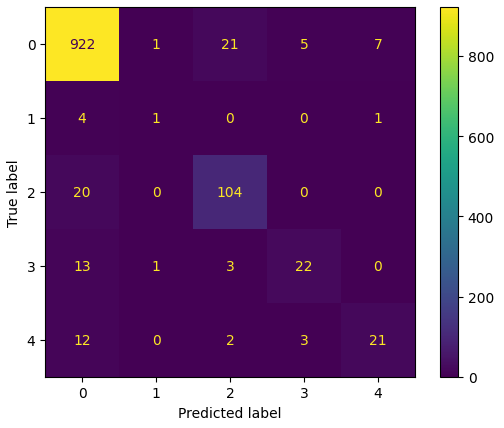 0 922 1 21 5 7
1 4 1 0 0 1
2 20 0 104 0 0
3 13 1 3 22 0
4 12 0 2 3 21
0 1 2 3 4
Predicted label
True label
800
600
400
200
0